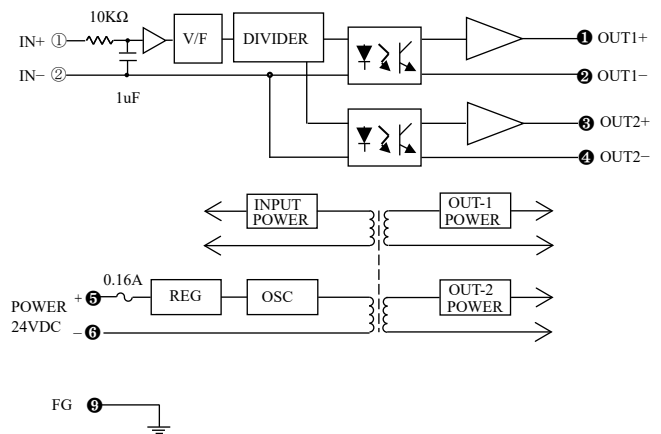 10KΩ
IN+ ① V/F DIVIDER ❶ OUT1+
IN− ② ❷ OUT1−
1uF
❸ OUT2+
❹ OUT2−
INPUT POWER
OUT-1 POWER
0.16A
POWER 24VDC
+ ❺ REG OSC
OUT-2 POWER
− ❻
FG ❾